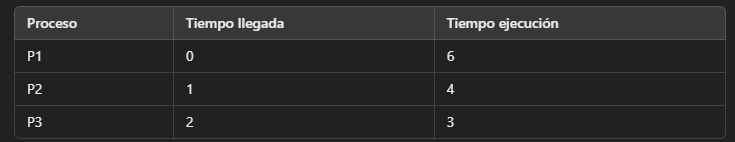 Proceso Tiempo llegada Tiempo ejecución
P1 0 6
P2 1 4
P3 2 3